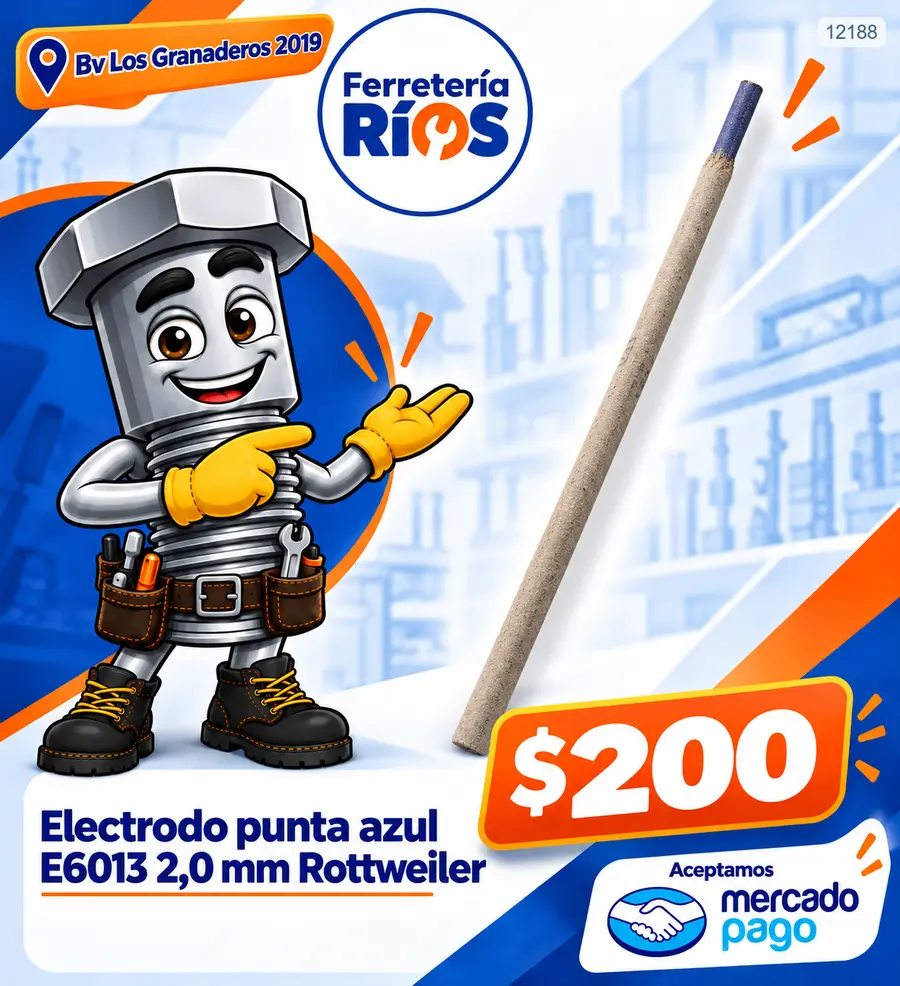 Bv Los Granaderos 2019
Ferretería
RÍOS
12188
$200
Electrodo punta azul
E6013 2,0 mm Rottweiler
Aceptamos
mercado
pago